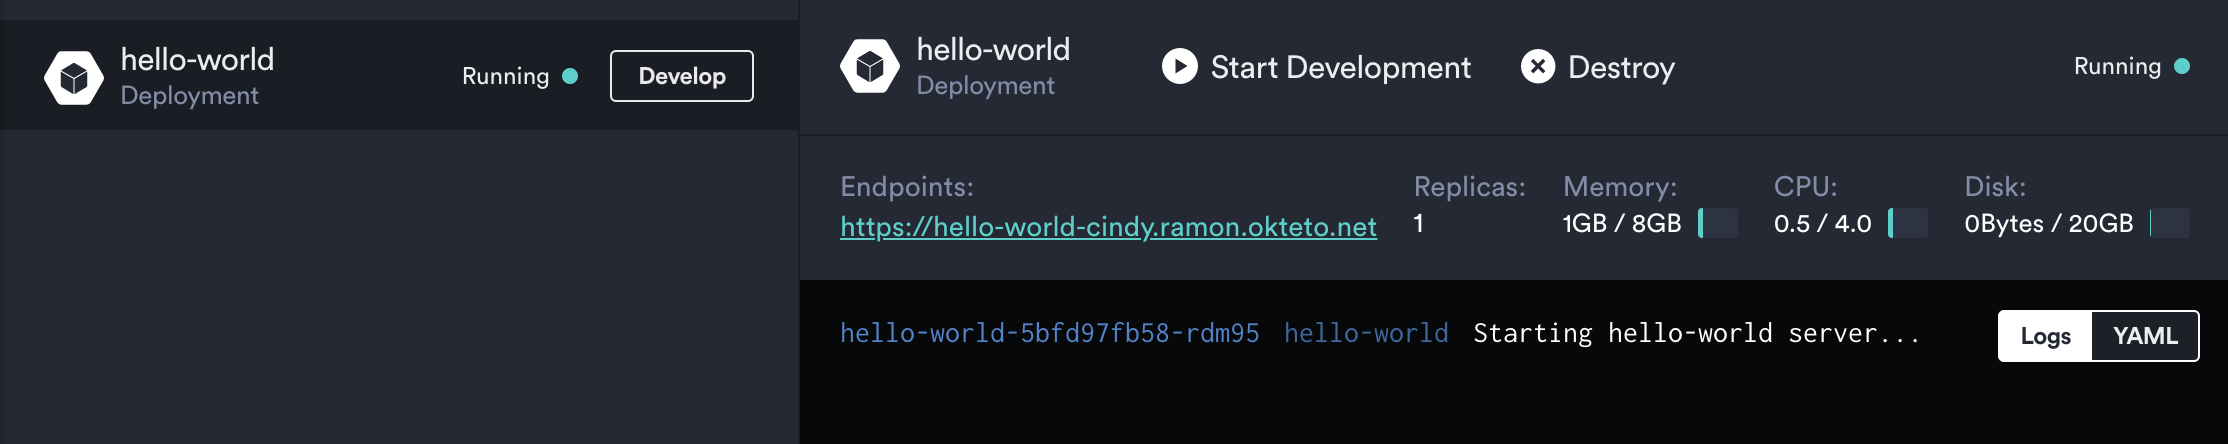 hello-world
Deployment
Running
Develop
hello-world
Deployment
Start Development
Destroy
Running
Endpoints:
https://hello-world-cindy.ramon.okteto.net
Replicas:
1
Memory:
1GB / 8GB
CPU:
0.5 / 4.0
Disk:
0Bytes / 20GB
hello-world-5bfd97fb58-rdm95 hello-world Starting hello-world server...
Logs
YAML